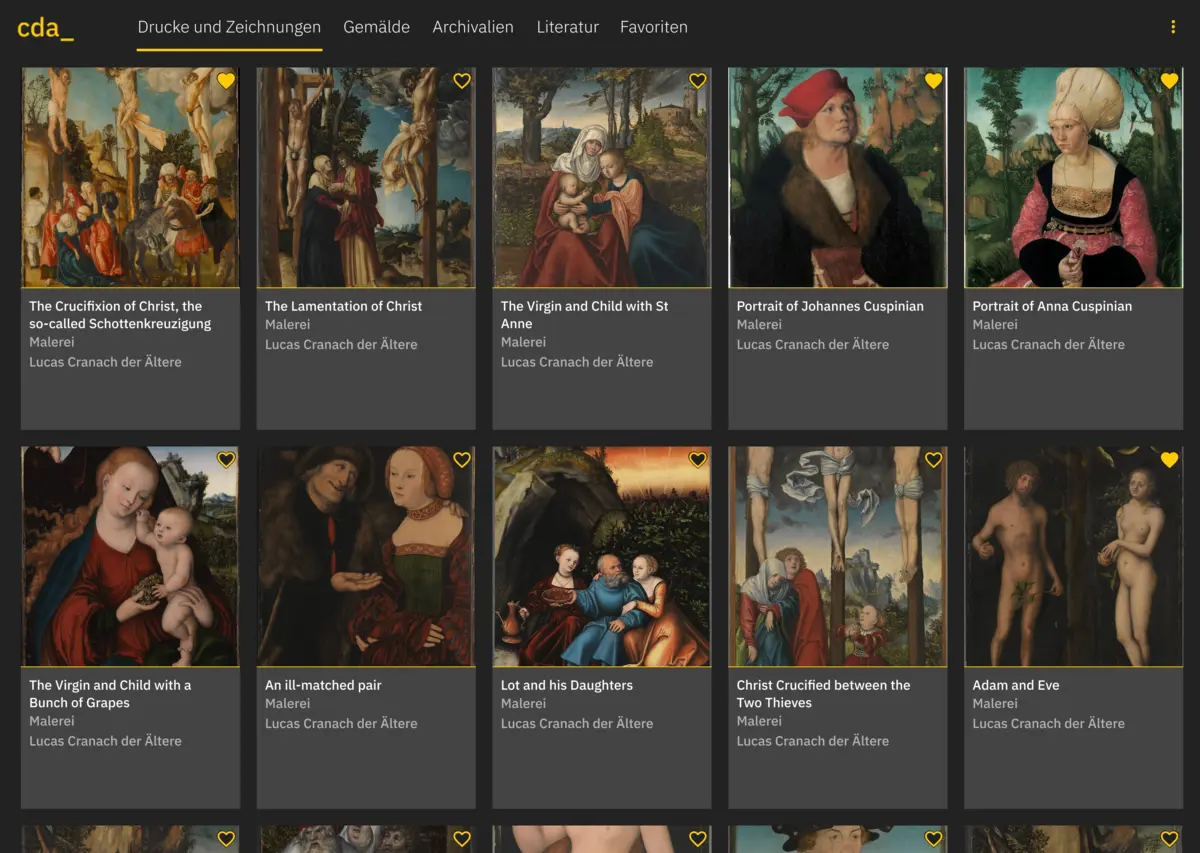 cda_
Drucke und Zeichnungen
Gemälde
Archivalien
Literatur
Favoriten
The Crucifixion of Christ, the
so-called Schottenkreuzigung
Malerei
Lucas Cranach der Ältere
The Lamentation of Christ
Malerei
Lucas Cranach der Ältere
The Virgin and Child with St
Anne
Malerei
Lucas Cranach der Ältere
Portrait of Johannes Cuspinian
Malerei
Lucas Cranach der Ältere
Portrait of Anna Cuspinian
Malerei
Lucas Cranach der Ältere
The Virgin and Child with a
Bunch of Grapes
Malerei
Lucas Cranach der Ältere
An ill-matched pair
Malerei
Lucas Cranach der Ältere
Lot and his Daughters
Malerei
Lucas Cranach der Ältere
Christ Crucified between the
Two Thieves
Malerei
Lucas Cranach der Ältere
Adam and Eve
Malerei
Lucas Cranach der Ältere